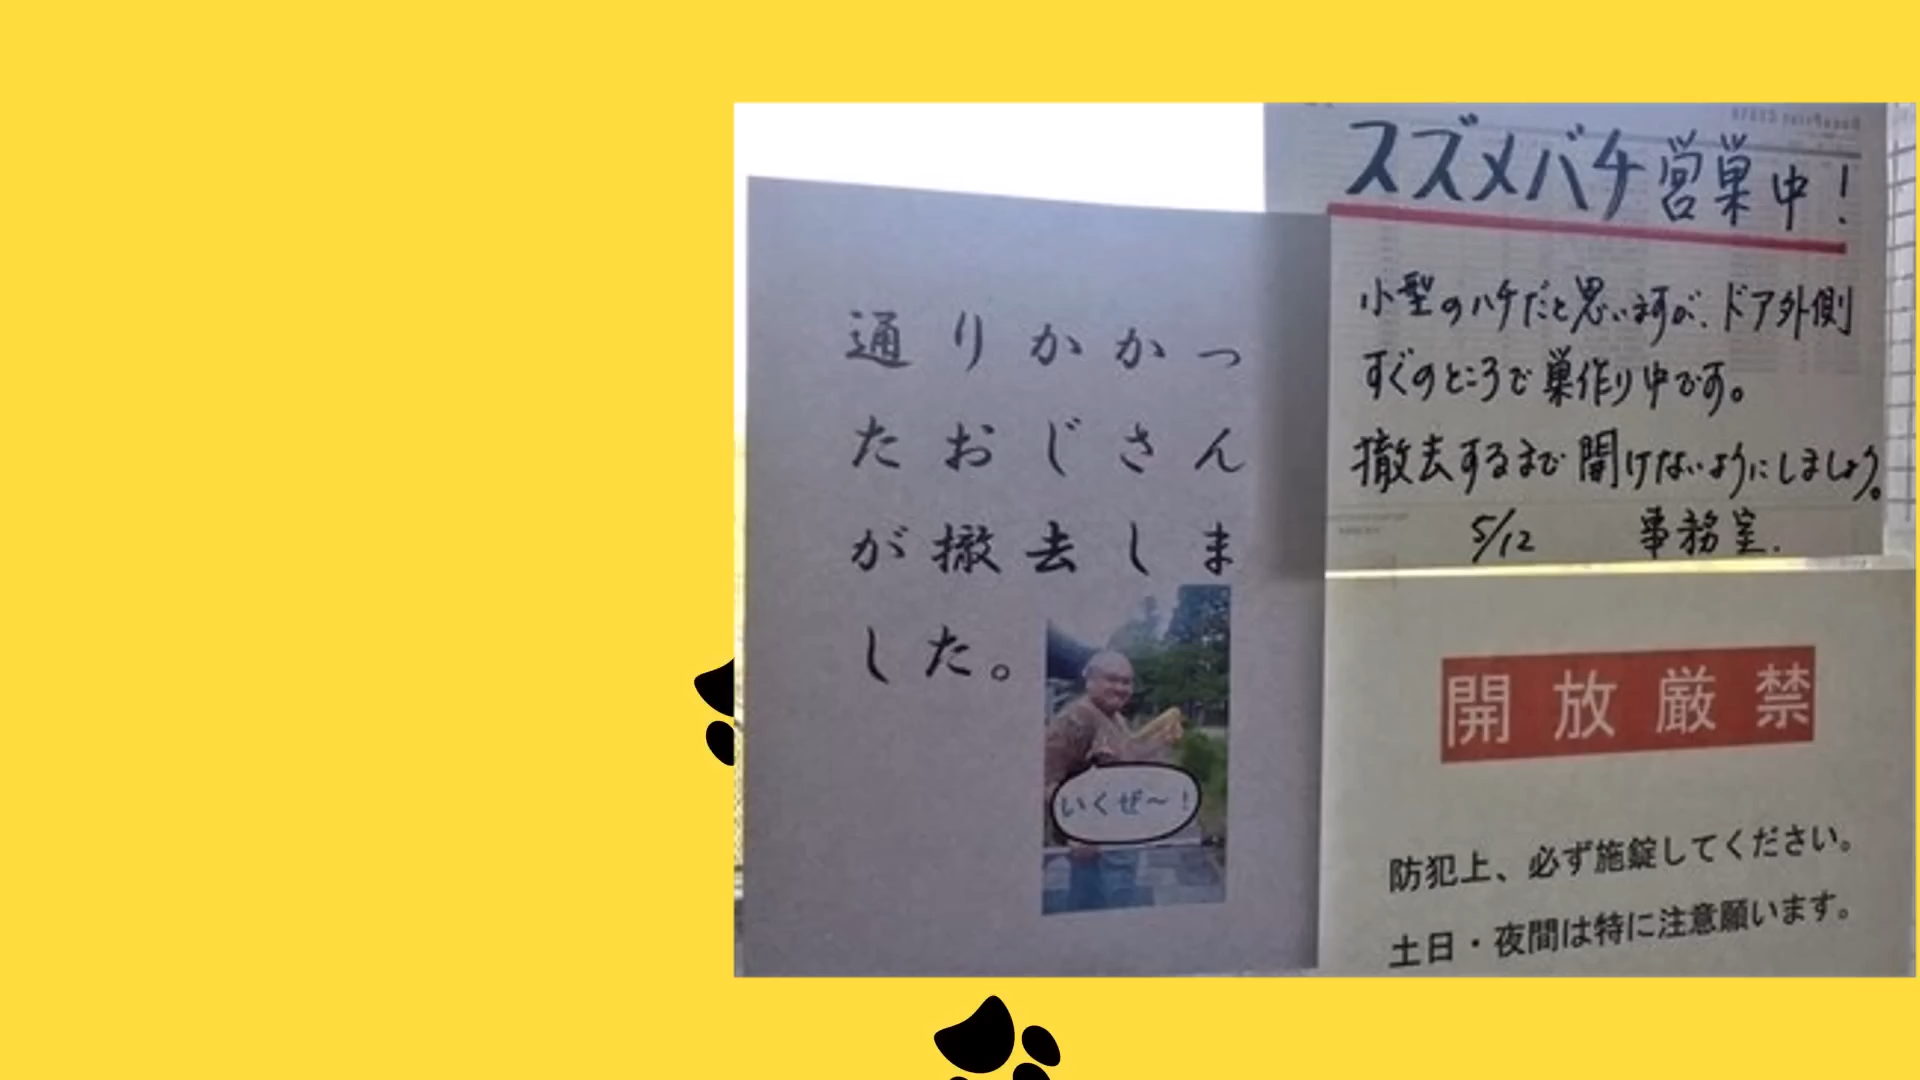 スズメバチ営巣中！
小型のハチだと思いますが、ドア外側
すぐのところで巣作り中です。
撤去するまで開けないようにしましょう。
5/12 事務室.
通りかかっ
たおじさん
が撤去しま
した。
いくぜ～！
開放厳禁
防犯上、必ず施錠してください。
土日・夜間は特に注意願います。